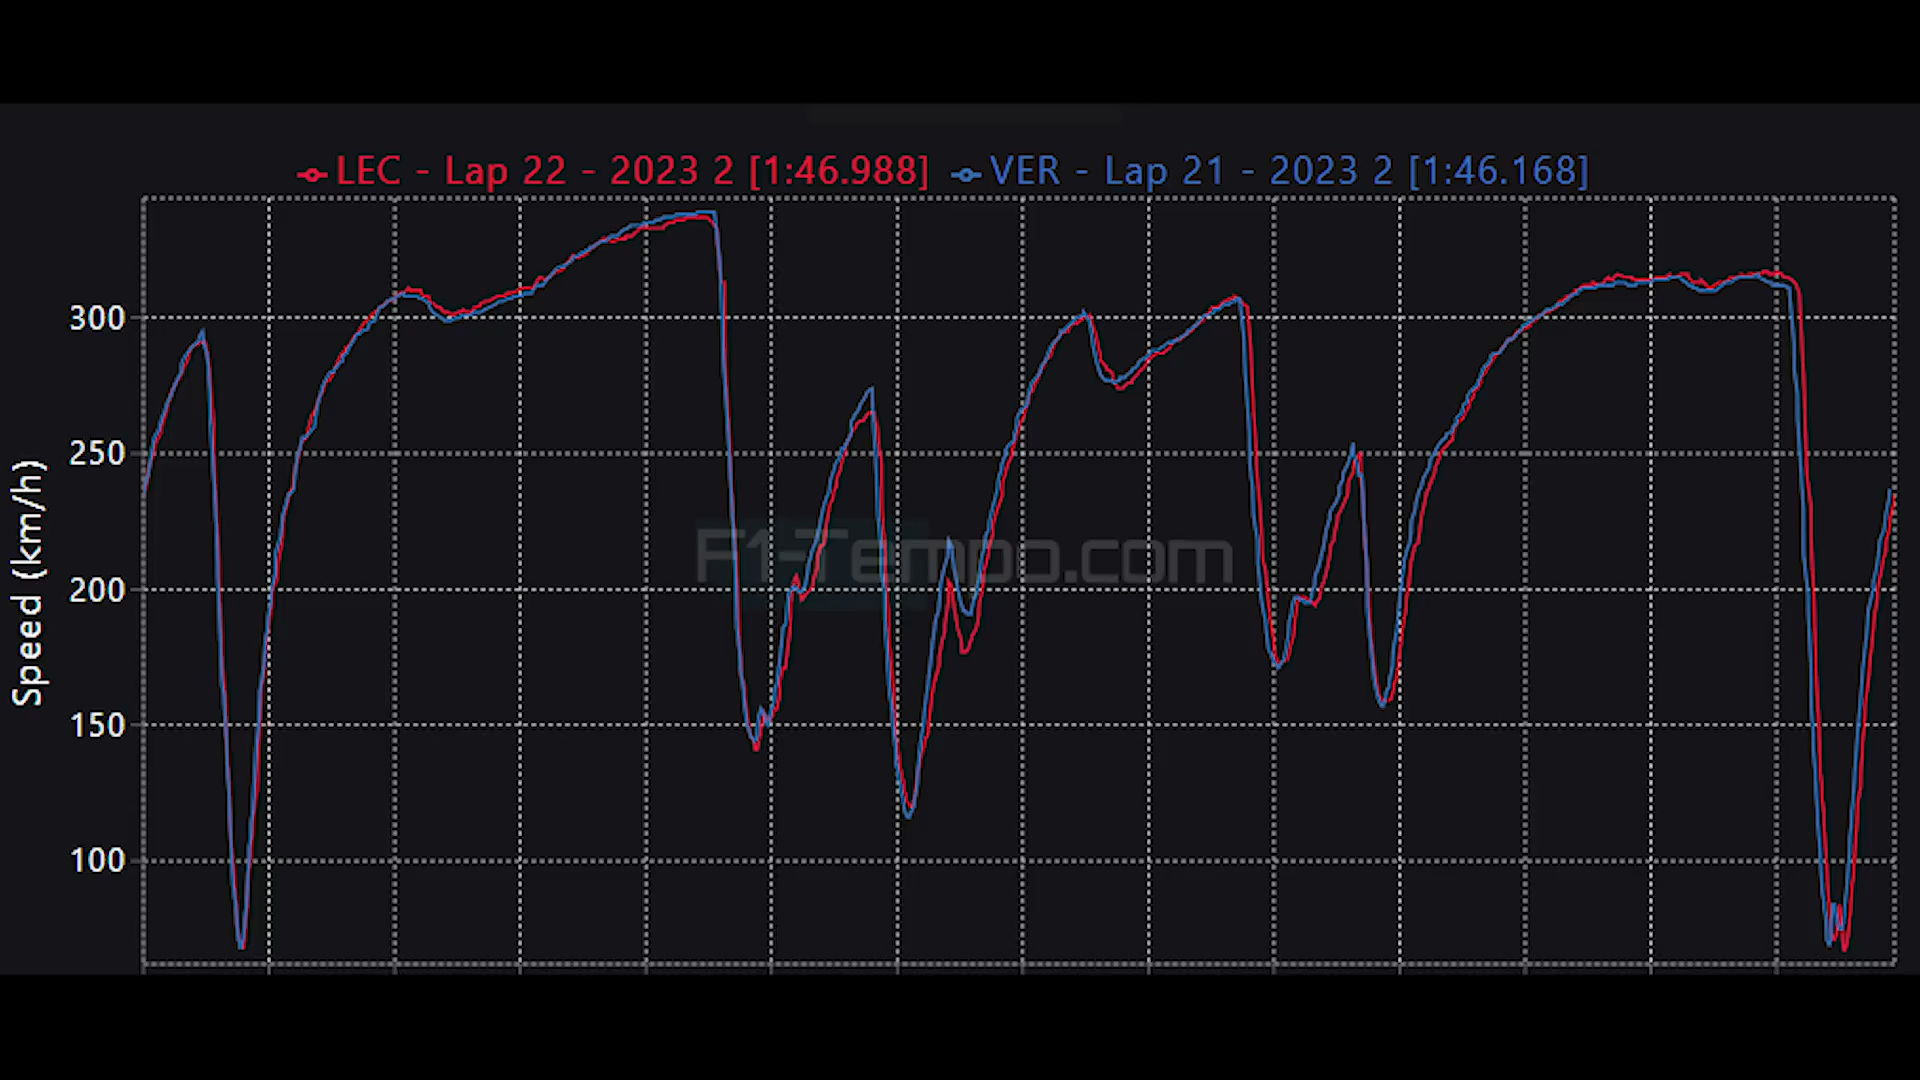 LEC - Lap 22 - 2023 2 [1:46.988] VER - Lap 21 - 2023 2 [1:46.168]
300
250
200
150
100
Speed (km/h)
F1-Tempo.com